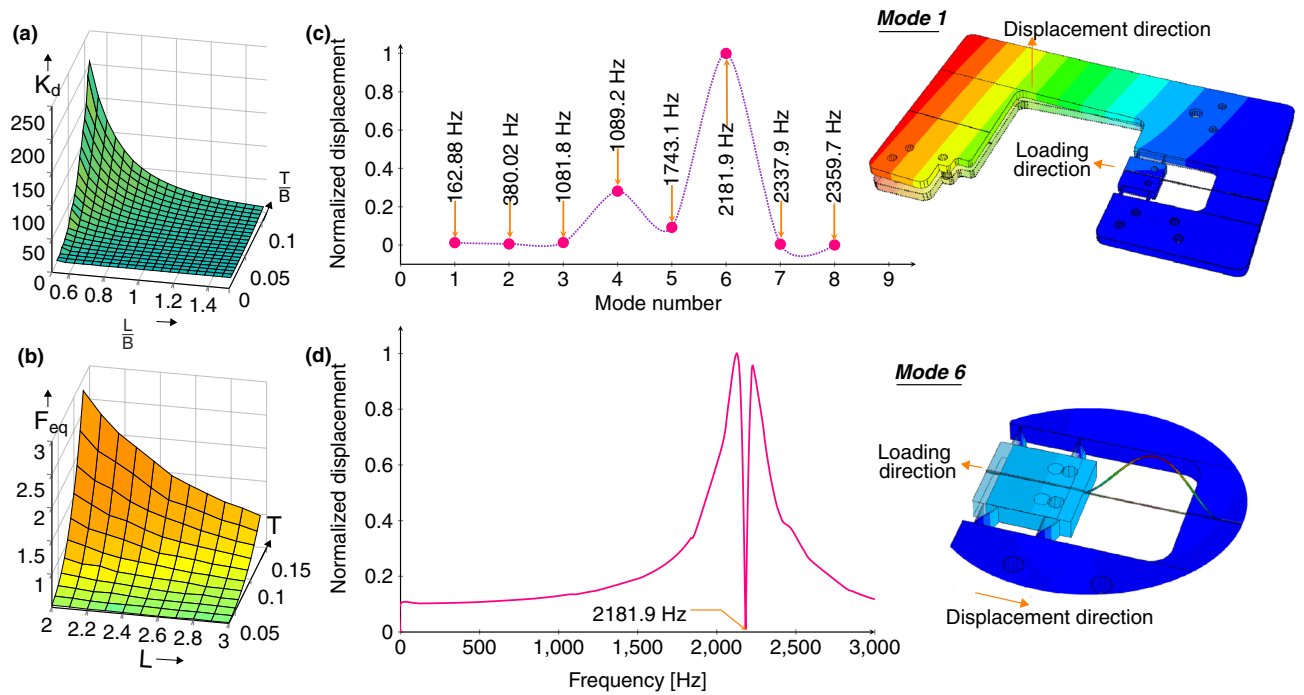 (a)
K_d
250
200
150
100
50
0
0.6
0.8
1
1.2
1.4
L/B
T/B
0.1
0.05
0
(b)
F_eq
3
2.5
2
1.5
1
2
2.2
2.4
2.6
2.8
3
L
T
0.15
0.1
0.05
(c)
Normalized displacement
1
0.8
0.6
0.4
0.2
0
162.88 Hz
380.02 Hz
1081.8 Hz
1089.2 Hz
1743.1 Hz
2181.9 Hz
2337.9 Hz
2359.7 Hz
0 1 2 3 4 5 6 7 8 9
Mode number
(d)
Normalized displacement
1
0.8
0.6
0.4
0.2
0
2181.9 Hz
0 500 1,000 1,500 2,000 2,500 3,000
Frequency [Hz]
Mode 1
Displacement direction
Loading
direction
Mode 6
Loading
direction
Displacement direction